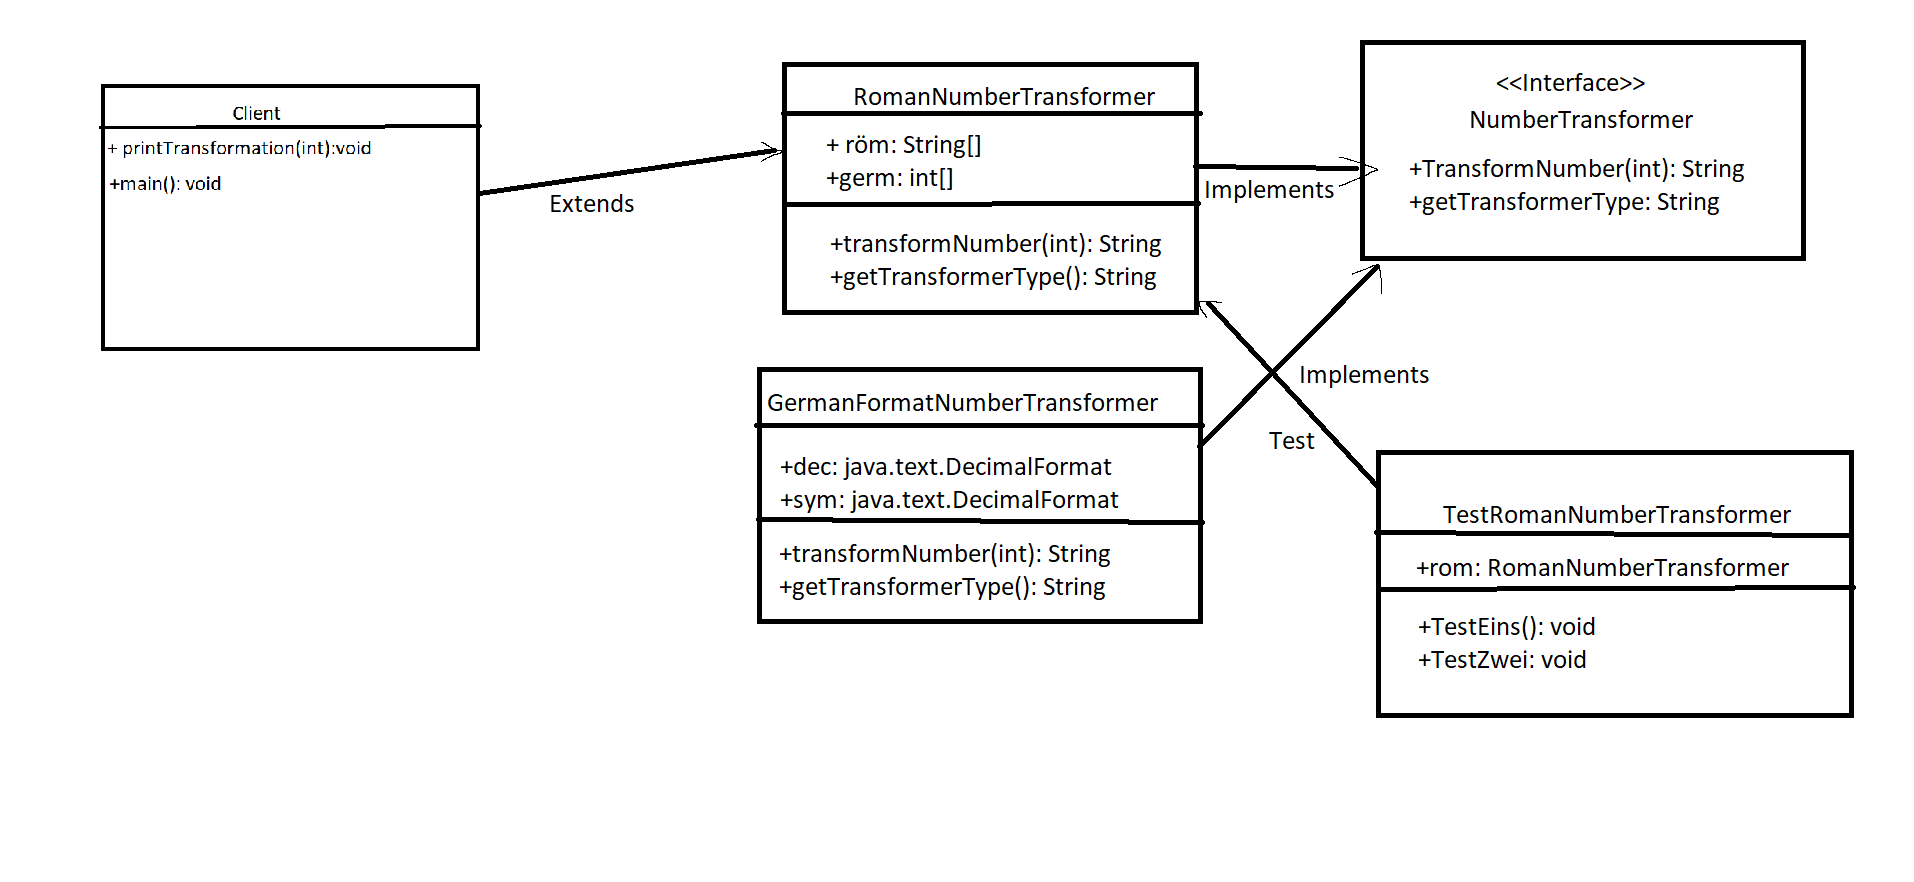 Client
+ printTransformation(int):void
+main(): void
Extends
RomanNumberTransformer
+ röm: String[]
+germ: int[]
+transformNumber(int): String
+getTransformerType(): String
Implements
<<Interface>>
NumberTransformer
+TransformNumber(int): String
+getTransformerType: String
GermanFormatNumberTransformer
+dec: java.text.DecimalFormat
+sym: java.text.DecimalFormat
+transformNumber(int): String
+getTransformerType(): String
Implements
Test
TestRomanNumberTransformer
+rom: RomanNumberTransformer
+TestEins(): void
+TestZwei: void